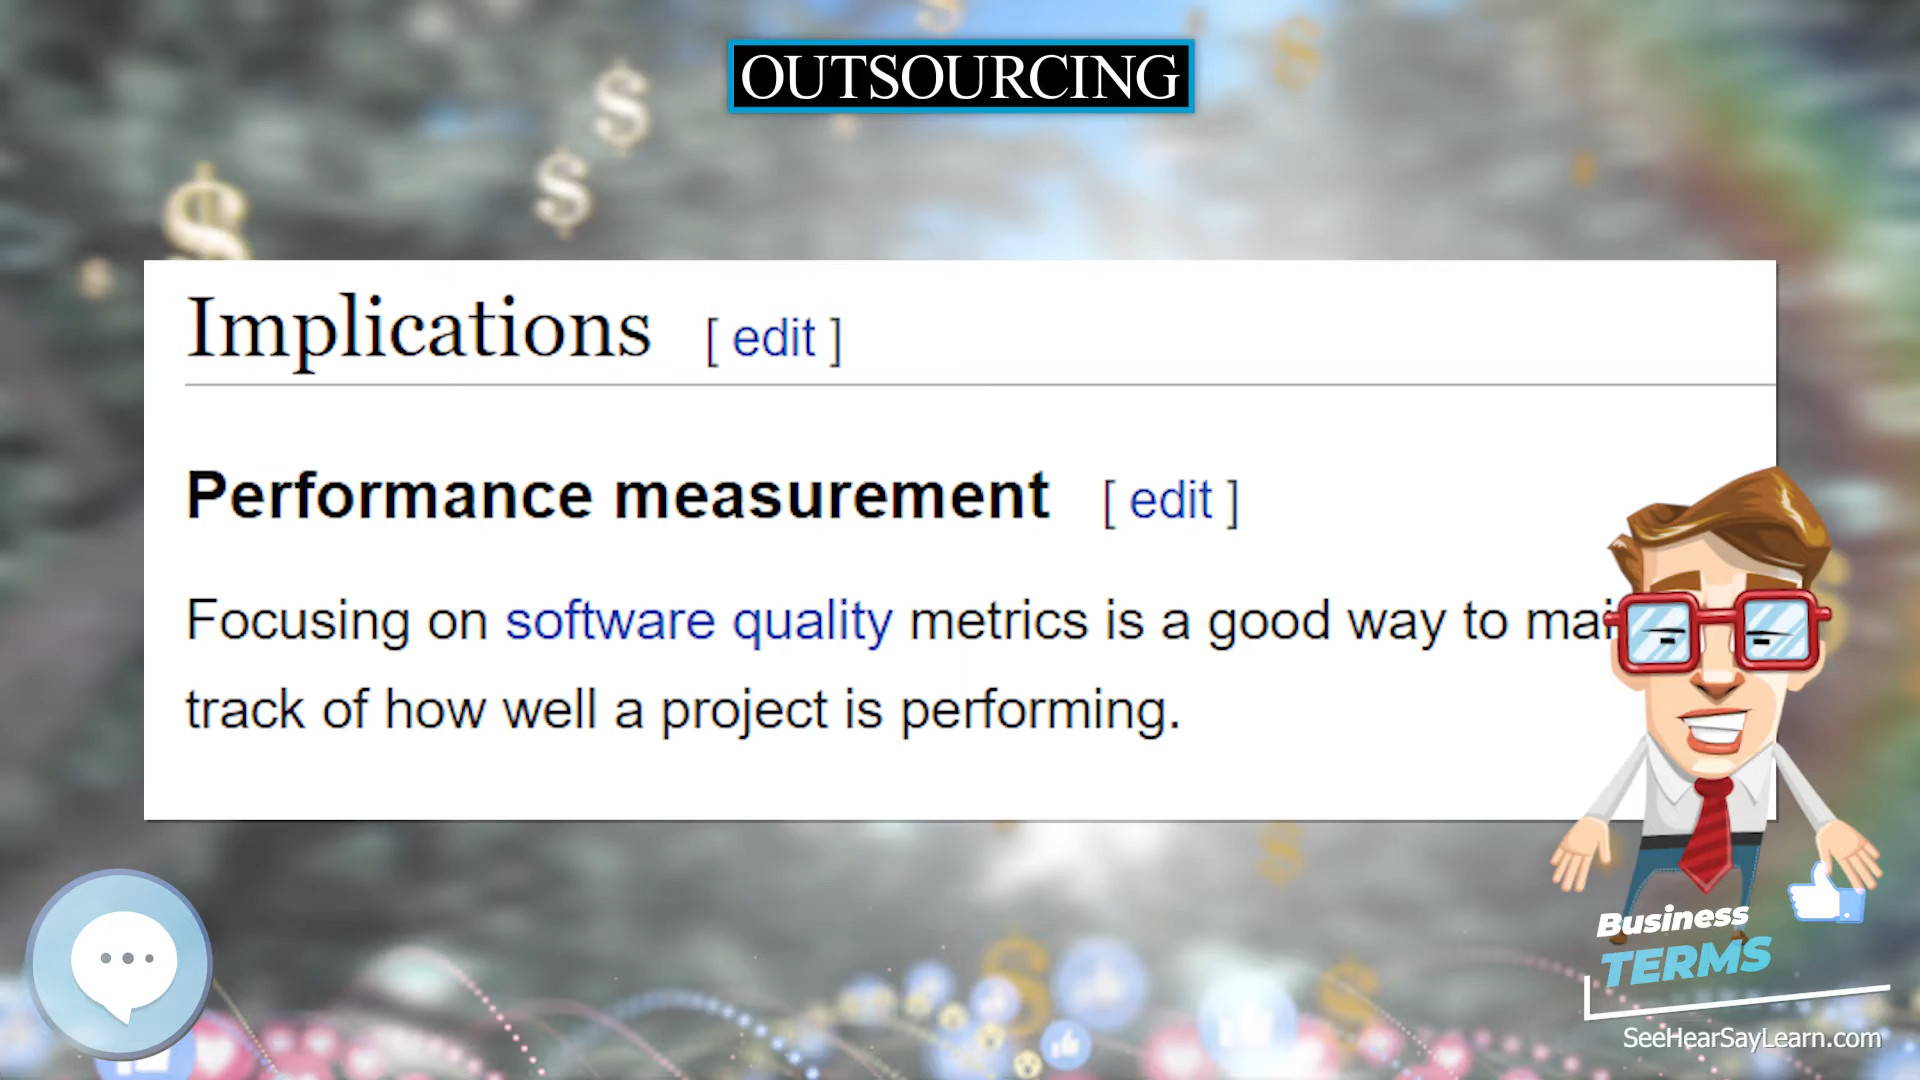 OUTSOURCING
Implications [ edit ]
Performance measurement [ edit ]
Focusing on software quality metrics is a good way to
track of how well a project is performing.
Business
TERMS
SeeHearSayLearn.com